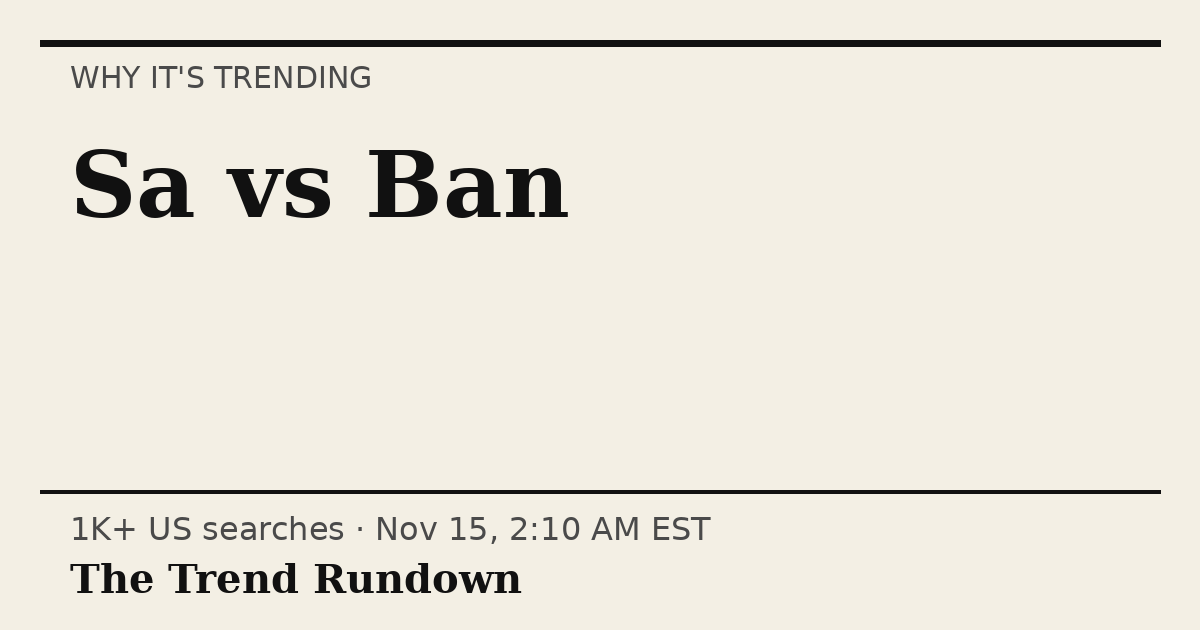 WHY IT'S TRENDING
Sa vs Ban
1K+ US searches · Nov 15, 2:10 AM EST
The Trend Rundown